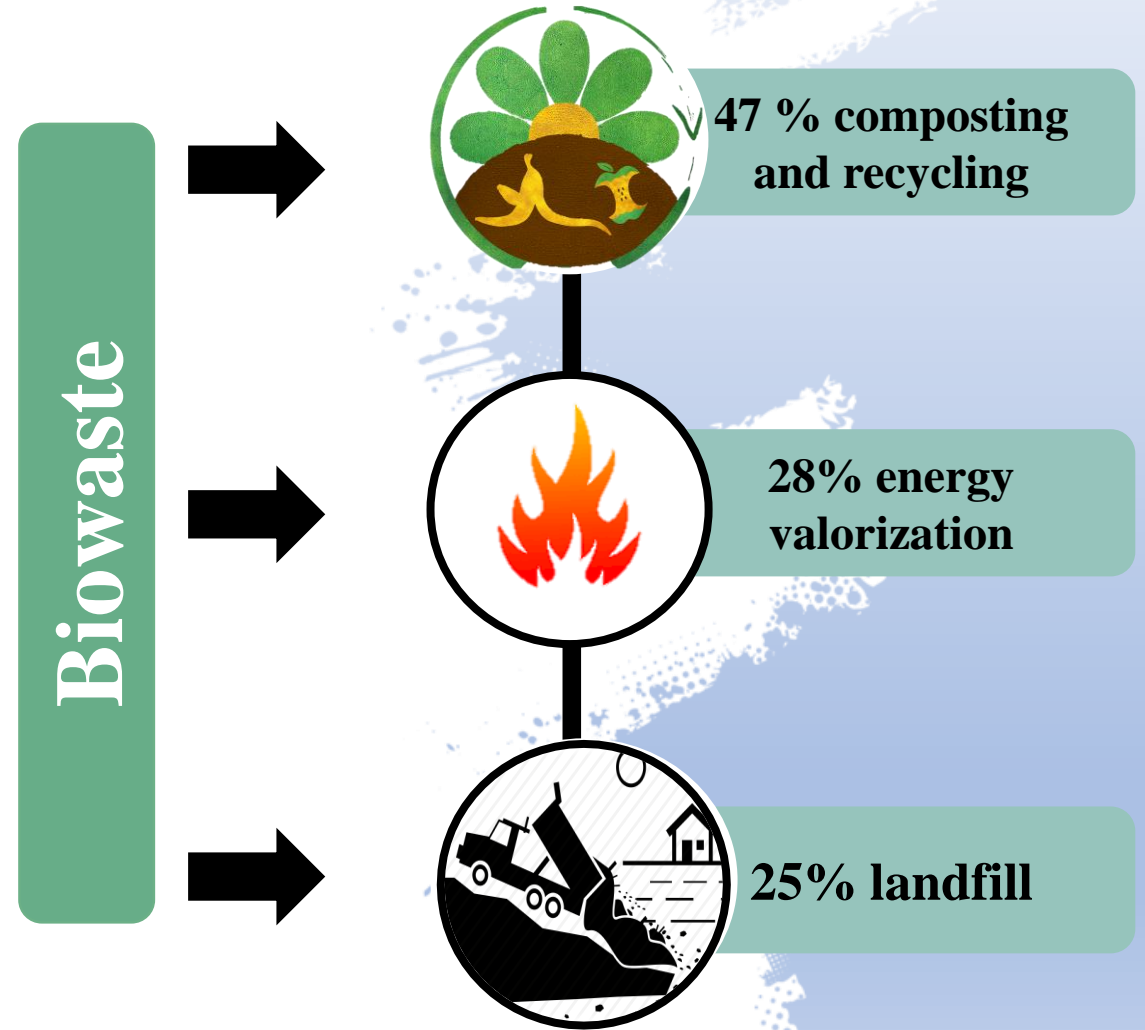 Biowaste
47 % composting
and recycling
28% energy
valorization
25% landfill